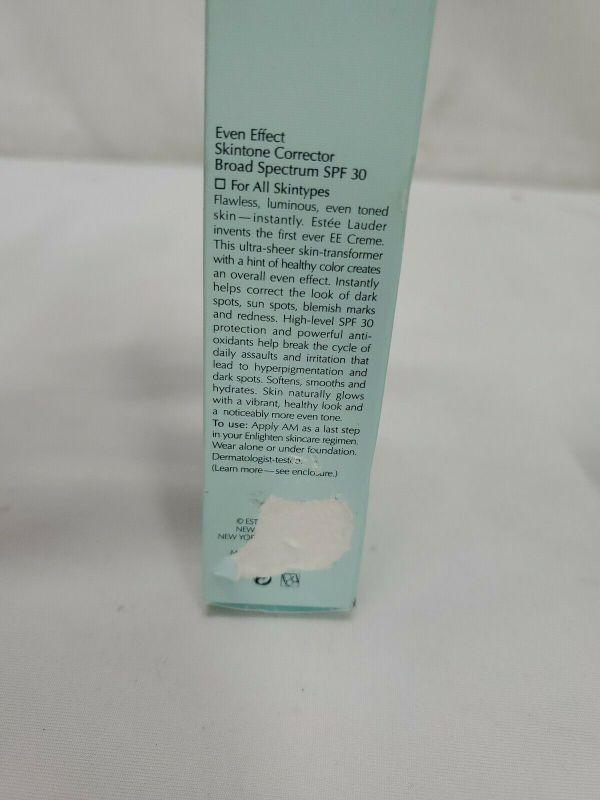 Even Effect
Skintone Corrector
Broad Spectrum SPF 30
☐ For All Skintypes
Flawless, luminous, even toned
skin—instantly. Estée Lauder
invents the first ever EE Creme.
This ultra-sheer skin-transformer
with a hint of healthy color creates
an overall even effect. Instantly
helps correct the look of dark
spots, sun spots, blemish marks
and redness. High-level SPF 30
protection and powerful anti-
oxidants help break the cycle of
daily assaults and irritation that
lead to hyperpigmentation and
dark spots. Softens, smooths and
hydrates. Skin naturally glows
with a vibrant, healthy look and
a noticeably more even tone.
To use: Apply AM as a last step
in your Enlighten skincare regimen.
Wear alone or under foundation.
Dermatologist-tested.
(Learn more—see enclosure.)
© EST
NEW
NEW YOR